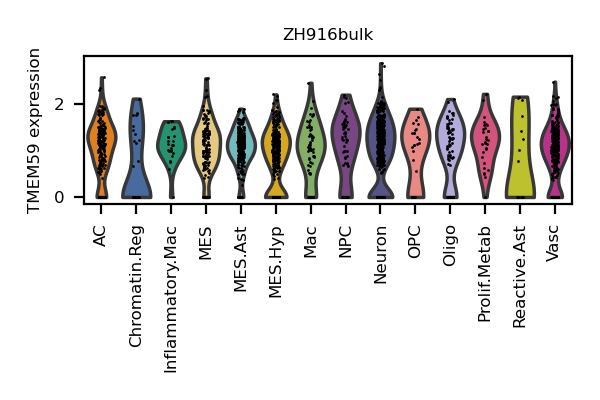 ZH916bulk
TMEM59 expression
2
0
AC
Chromatin.Reg
Inflammatory.Mac
MES
MES.Ast
MES.Hyp
Mac
NPC
Neuron
OPC
Oligo
Prolif.Metab
Reactive.Ast
Vasc